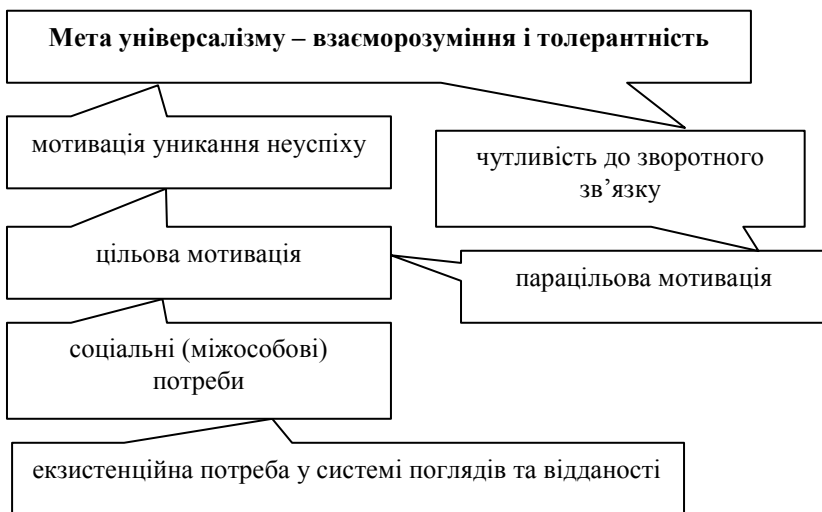 Мета універсалізму – взаєморозуміння і толерантність
мотивація уникання неуспіху
чутливість до зворотного
зв’язку
цільова мотивація
парацільова мотивація
соціальні (міжособові)
потреби
екзистенційна потреба у системі поглядів та відданості